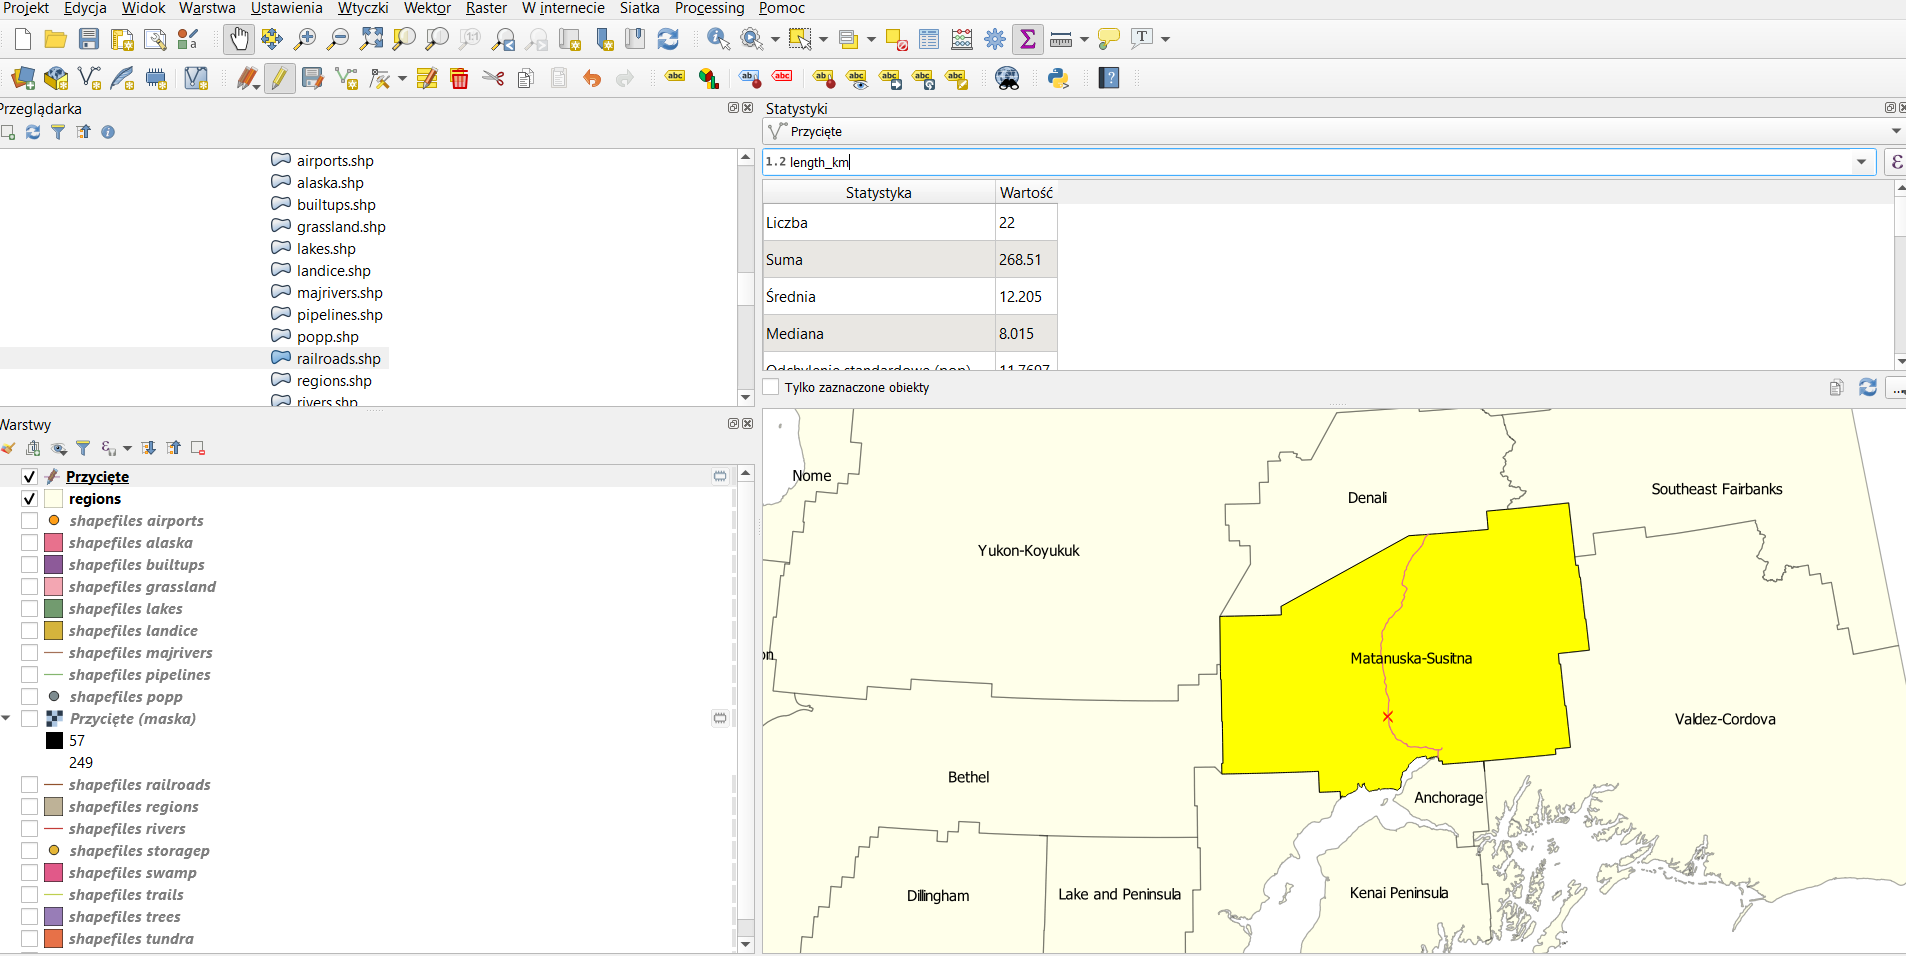 Projekt Edycja Widok Warstwa Ustawienia Wtyczki Wektor Raster W internecie Siatka Processing Pomoc
Przeglądarka
airports.shp
alaska.shp
builtups.shp
grassland.shp
lakes.shp
landice.shp
majrivers.shp
pipelines.shp
popp.shp
railroads.shp
regions.shp
rivers.shp
Warstwy
Przycięte
regions
shapefiles airports
shapefiles alaska
shapefiles builtups
shapefiles grassland
shapefiles lakes
shapefiles landice
shapefiles majrivers
shapefiles pipelines
shapefiles popp
Przycięte (maska)
57
249
shapefiles railroads
shapefiles regions
shapefiles rivers
shapefiles storagep
shapefiles swamp
shapefiles trails
shapefiles trees
shapefiles tundra
Statystyki
Przycięte
1.2 length_km
Statystyka Wartość
Liczba 22
Suma 268.51
Średnia 12.205
Mediana 8.015
Odchylenie standardowe (pop) 11.7697
Tylko zaznaczone obiekty
Nome
Denali
Southeast Fairbanks
Yukon-Koyukuk
on
Matanuska-Susitna
Valdez-Cordova
Bethel
Anchorage
Dillingham
Lake and Peninsula
Kenai Peninsula